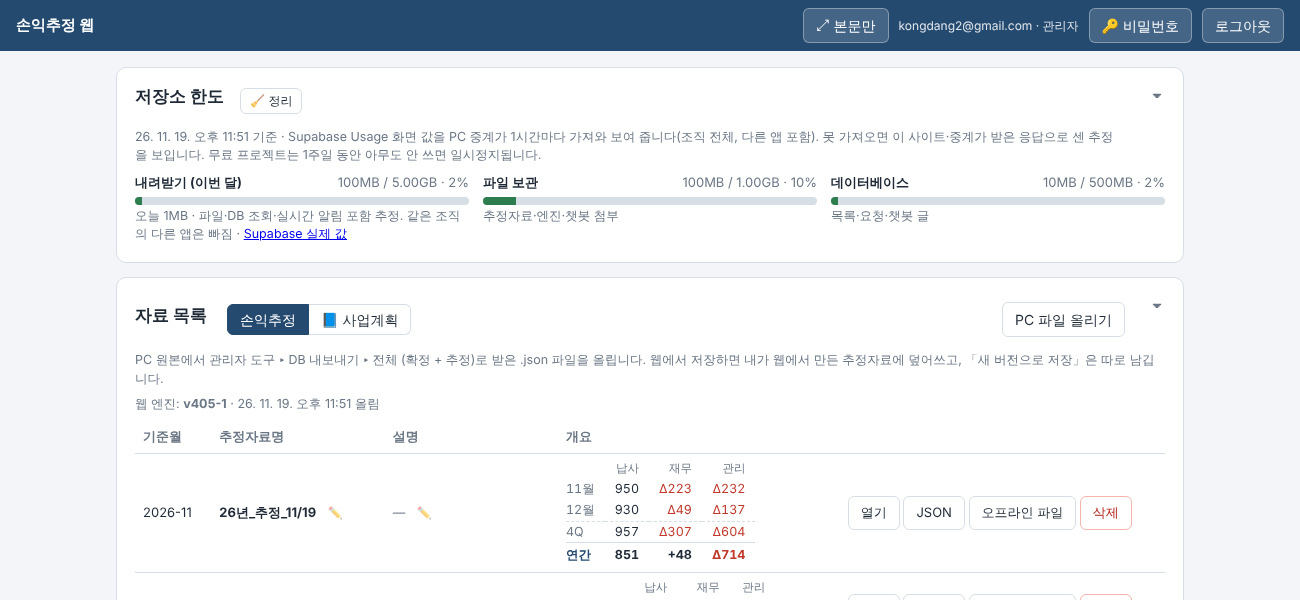 손익추정 웹
⤢ 본문만
kongdang2@gmail.com · 관리자
🔑 비밀번호
로그아웃
저장소 한도
🧹 정리
26. 11. 19. 오후 11:51 기준 · Supabase Usage 화면 값을 PC 중계가 1시간마다 가져와 보여 줍니다(조직 전체, 다른 앱 포함). 못 가져오면 이 사이트·중계가 받은 응답으로 센 추정
을 보입니다. 무료 프로젝트는 1주일 동안 아무도 안 쓰면 일시정지됩니다.
내려받기 (이번 달) 100MB / 5.00GB · 2%
오늘 1MB · 파일·DB 조회·실시간 알림 포함 추정. 같은 조직
의 다른 앱은 빠짐 · Supabase 실제 값
파일 보관 100MB / 1.00GB · 10%
추정자료·엔진·챗봇 첨부
데이터베이스 10MB / 500MB · 2%
목록·요청·챗봇 글
자료 목록
손익추정
📘 사업계획
PC 파일 올리기
PC 원본에서 관리자 도구 ▸ DB 내보내기 ▸ 전체 (확정 + 추정)로 받은 .json 파일을 올립니다. 웹에서 저장하면 내가 웹에서 만든 추정자료에 덮어쓰고, 「새 버전으로 저장」은 따로 남깁
니다.
웹 엔진: v405-1 · 26. 11. 19. 오후 11:51 올림
기준월 추정자료명 설명 개요
납사 재무 관리
11월 950 Δ223 Δ232
12월 930 Δ49 Δ137
4Q 957 Δ307 Δ604
연간 851 +48 Δ714
2026-11 26년_추정_11/19 ✏️ — ✏️
열기 JSON 오프라인 파일 삭제
납사 재무 관리